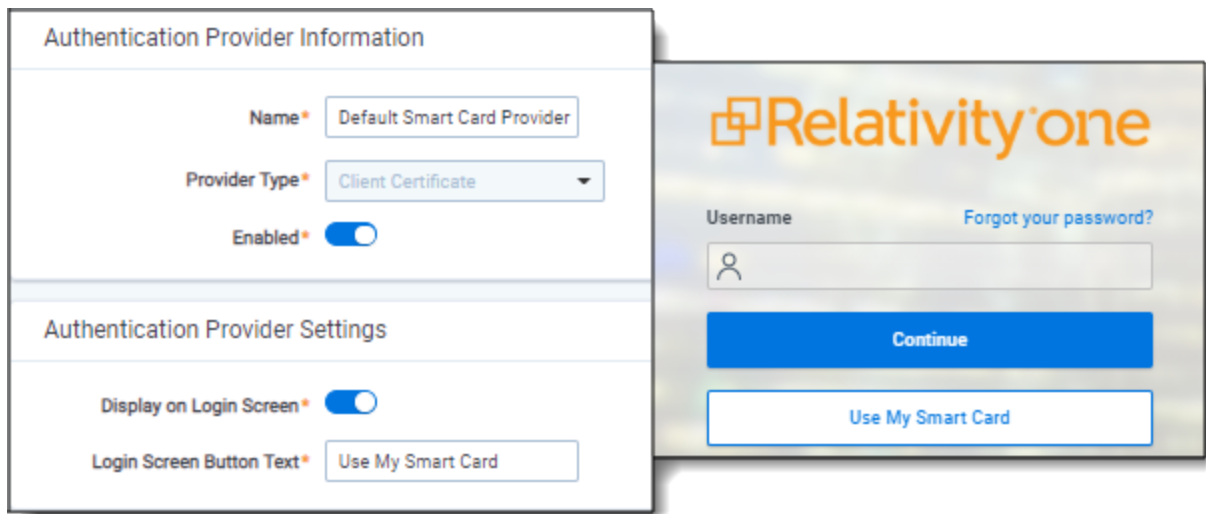 Authentication Provider Information
Name* Default Smart Card Provider
Provider Type* Client Certificate
Enabled*
Authentication Provider Settings
Display on Login Screen*
Login Screen Button Text* Use My Smart Card
Relativity one
Username Forgot your password?
Continue
Use My Smart Card